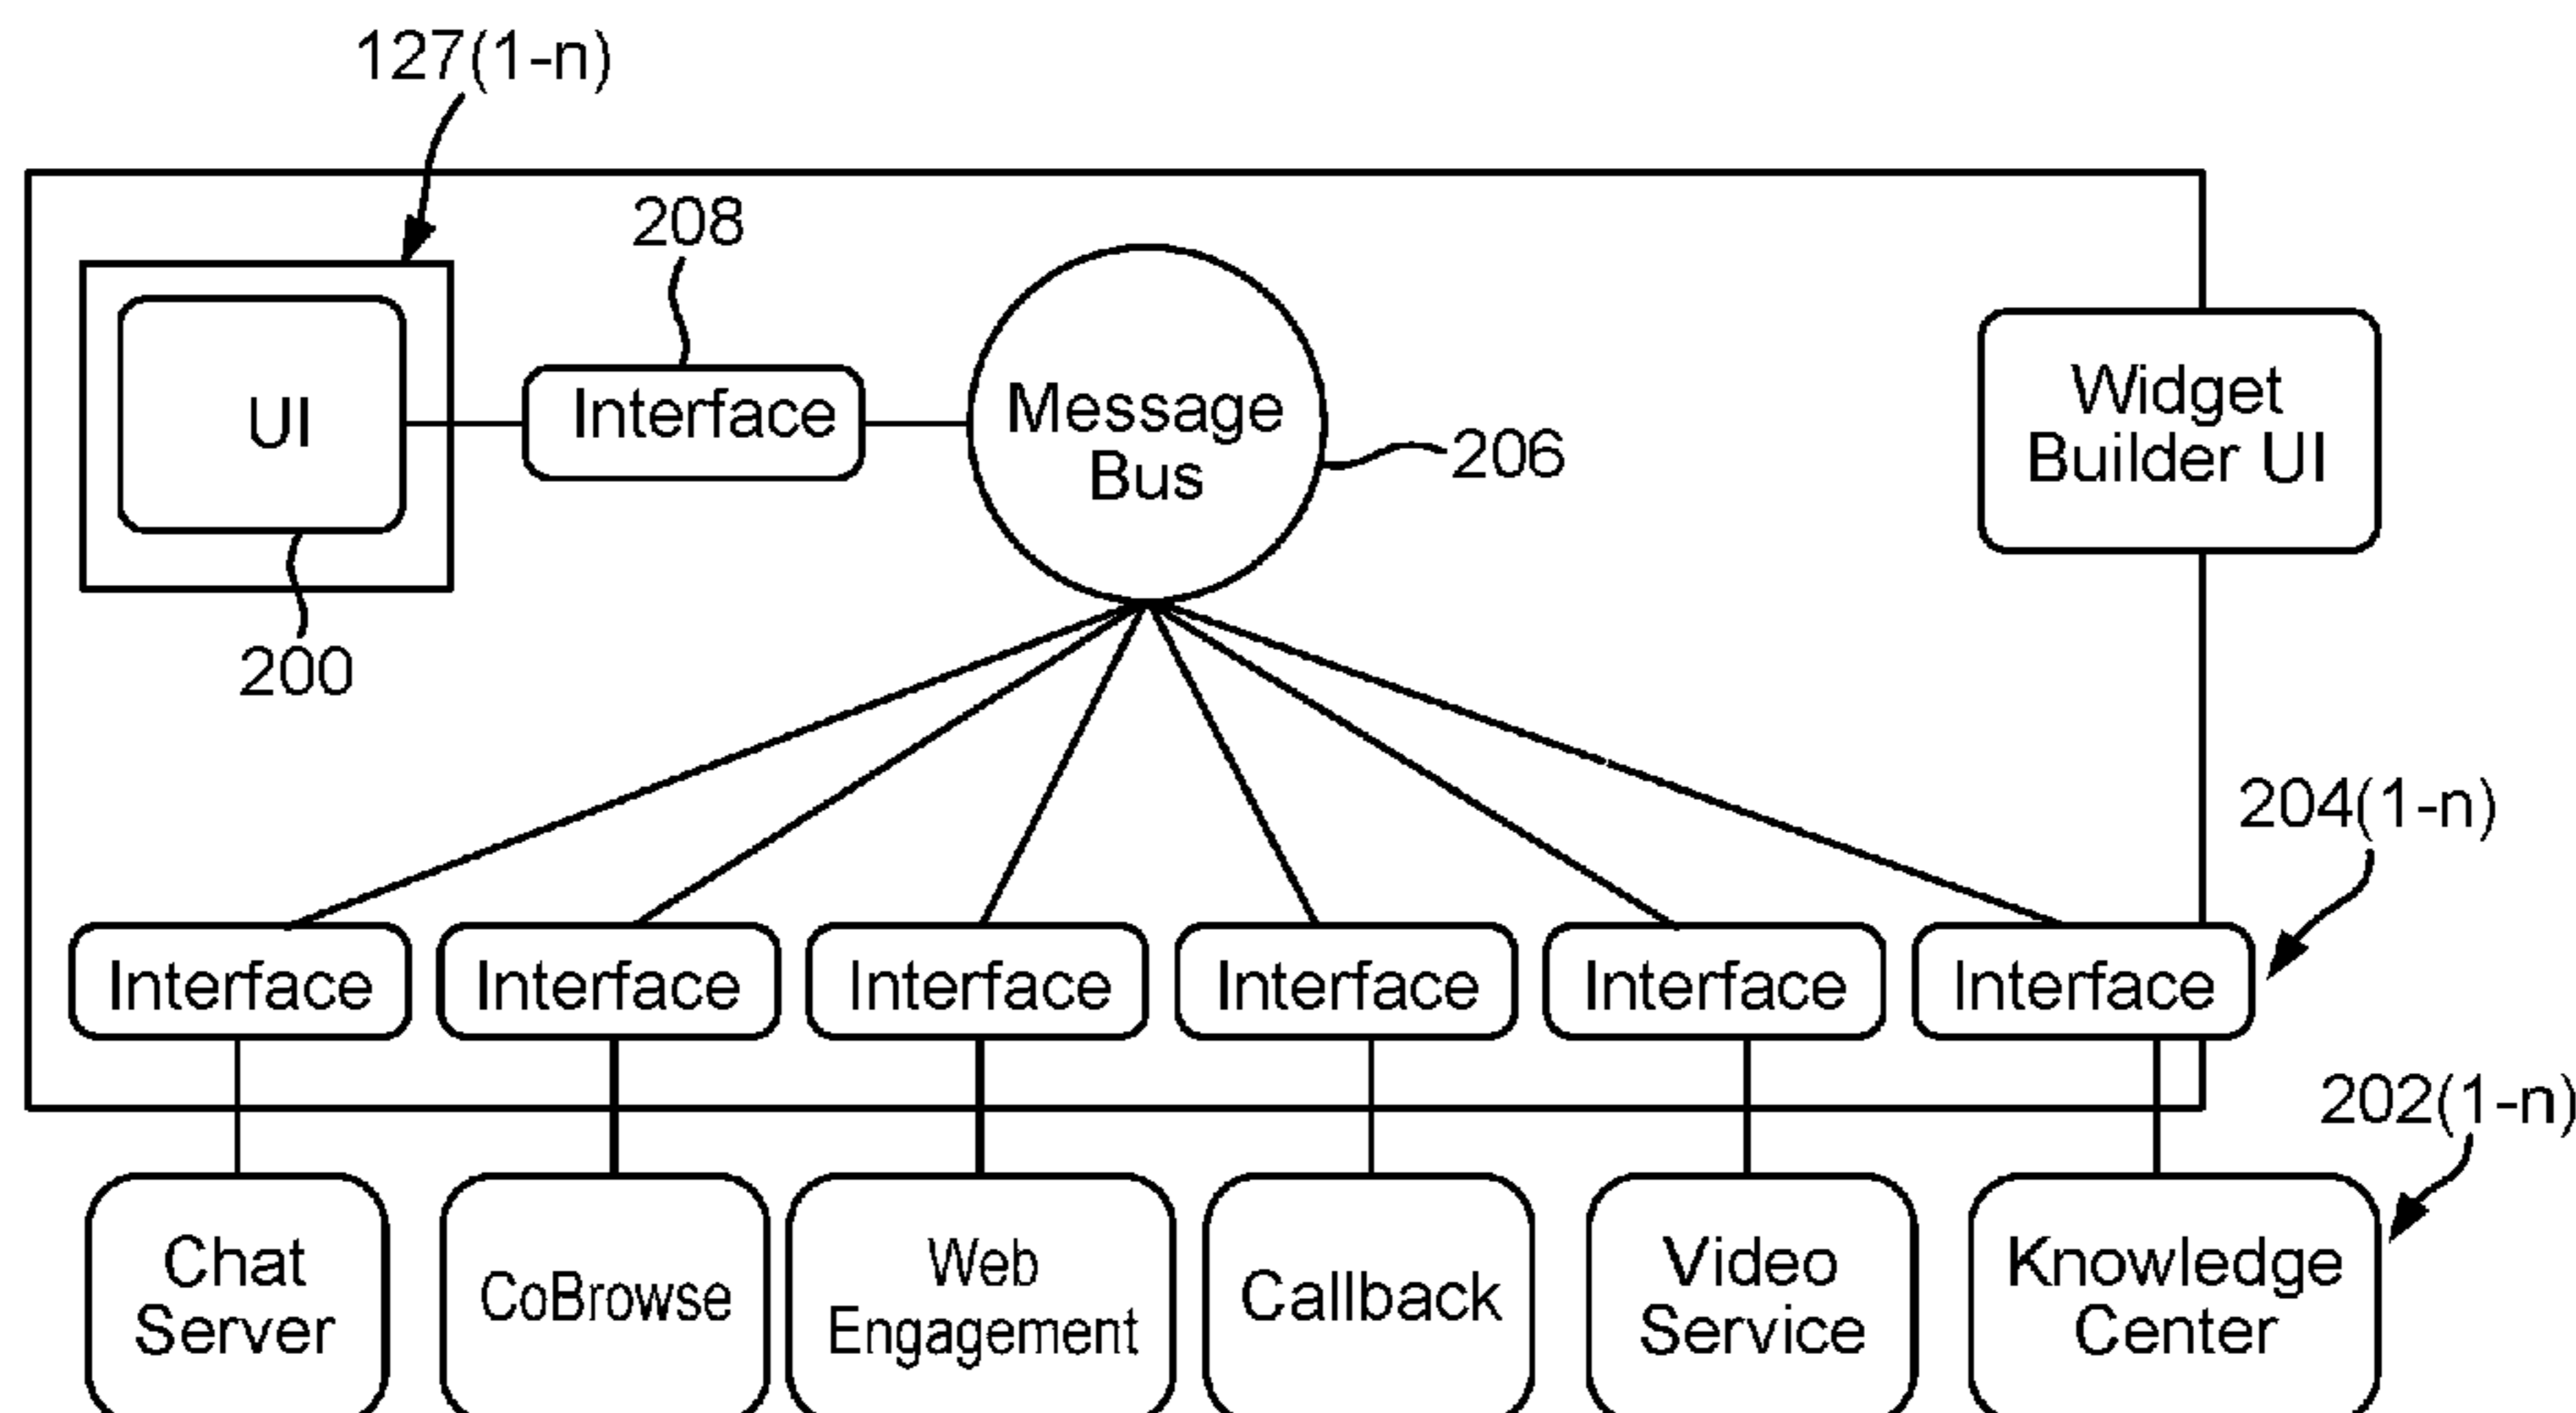 127(1-n)
208
UI
Interface
Message
Bus
206
Widget
Builder UI
200
204(1-n)
Interface
Interface
Interface
Interface
Interface
Interface
202(1-n)
Chat
Server
CoBrowse
Web
Engagement
Callback
Video
Service
Knowledge
Center